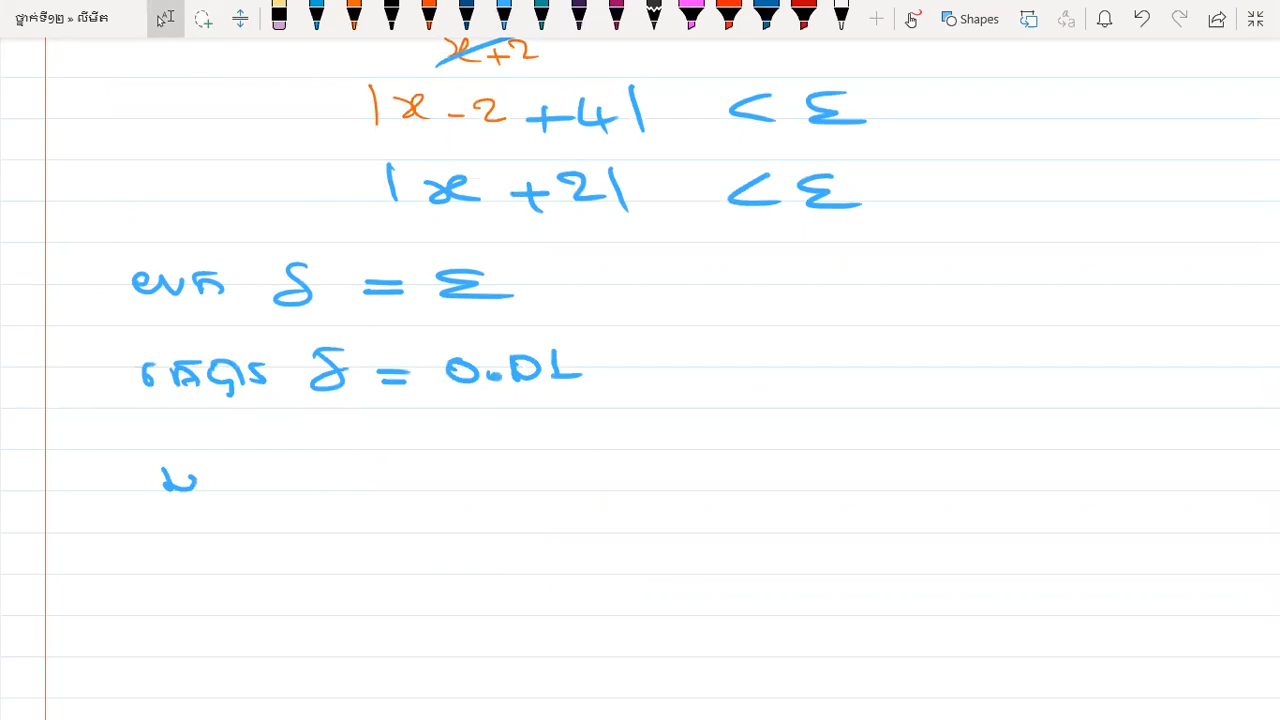 ថ្នាក់ទី១២ » លីមីត
Shapes
x+2
|x - 2 + 4| < Σ
|x + 2| < Σ
យក δ = Σ
គេបាន δ = 0.01